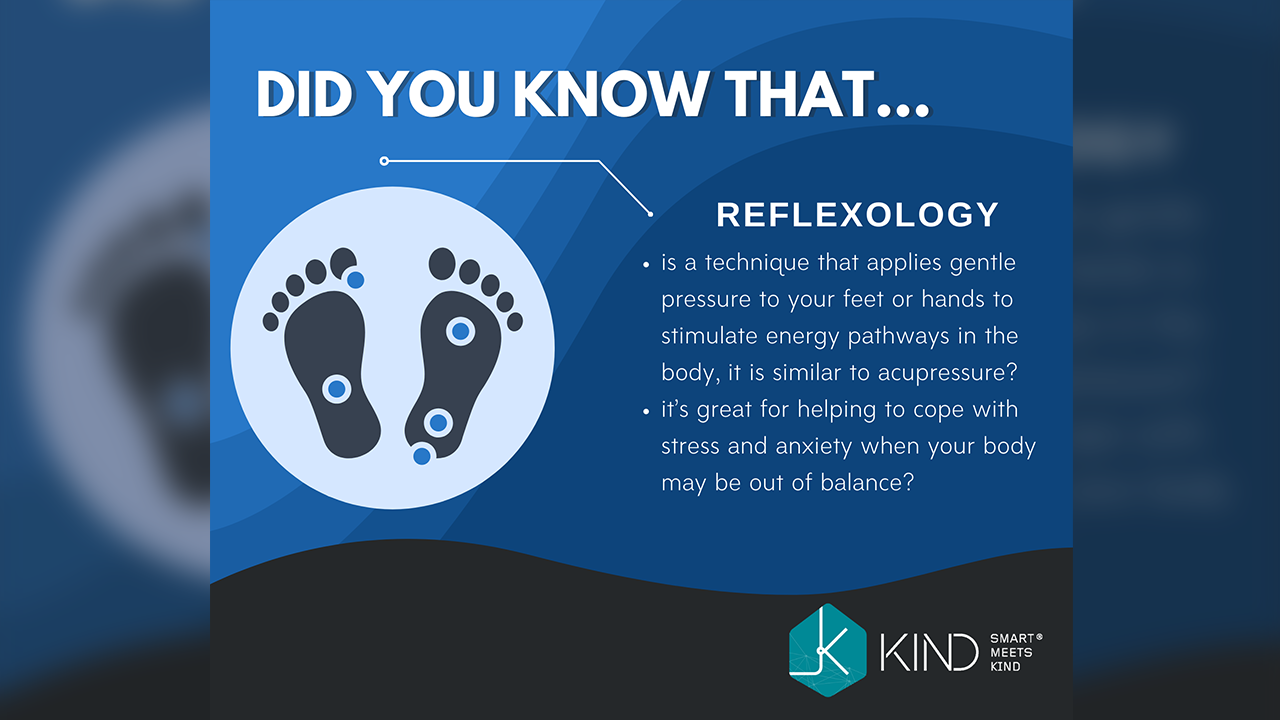 DID YOU KNOW THAT...
REFLEXOLOGY
• is a technique that applies gentle
pressure to your feet or hands to
stimulate energy pathways in the
body, it is similar to acupressure?
• it's great for helping to cope with
stress and anxiety when your body
may be out of balance?
K KIND
SMART®
MEETS
KIND